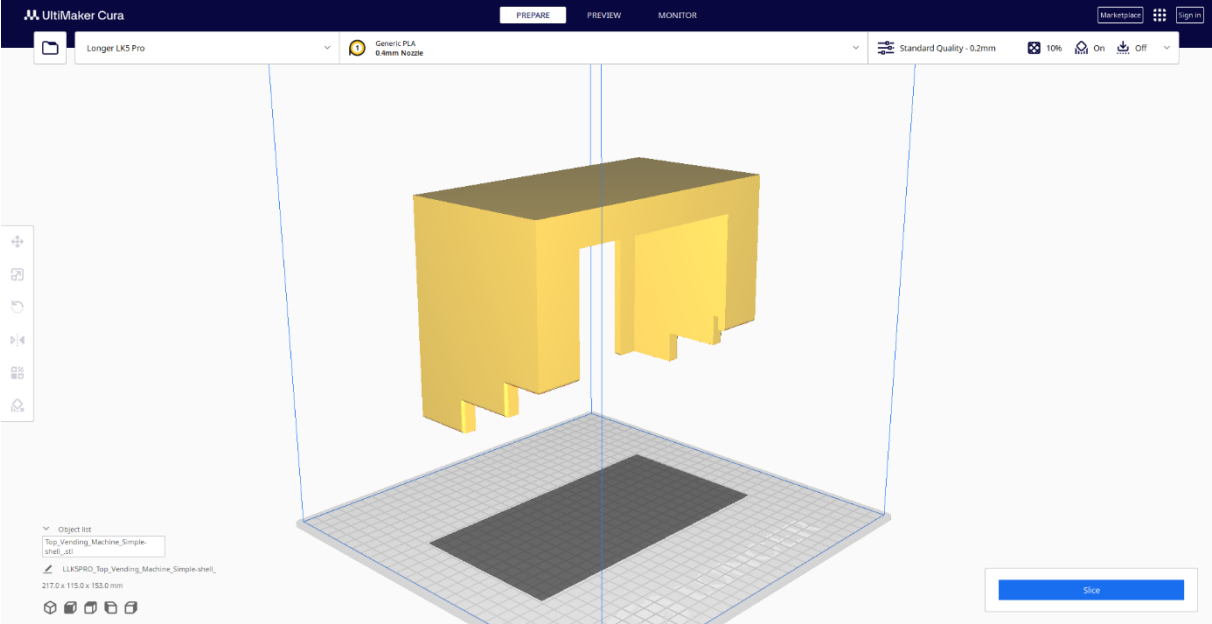 UltiMaker Cura
PREPARE
PREVIEW
MONITOR
Marketplace
Sign in
Longer LK5 Pro
1
Generic PLA
0.4mm Nozzle
Standard Quality - 0.2mm
10%
On
Off
Object list
Top_Vending_Machine_Simple-
shell_.stl
LLK5PRO_Top_Vending_Machine_Simple-shell_
217.0 x 115.0 x 153.0 mm
Slice